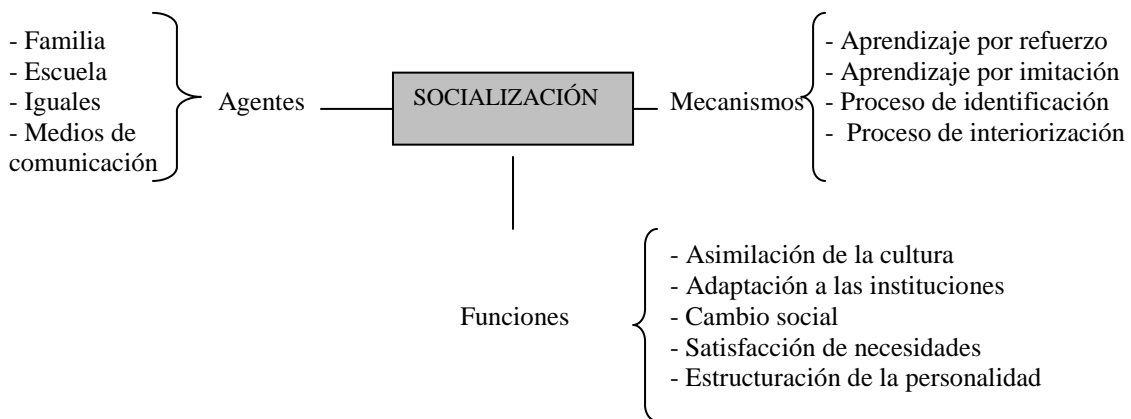 - Familia
- Escuela
- Iguales
- Medios de
comunicación
Agentes
SOCIALIZACIÓN
Mecanismos
- Aprendizaje por refuerzo
- Aprendizaje por imitación
- Proceso de identificación
- Proceso de interiorización
Funciones
- Asimilación de la cultura
- Adaptación a las instituciones
- Cambio social
- Satisfacción de necesidades
- Estructuración de la personalidad